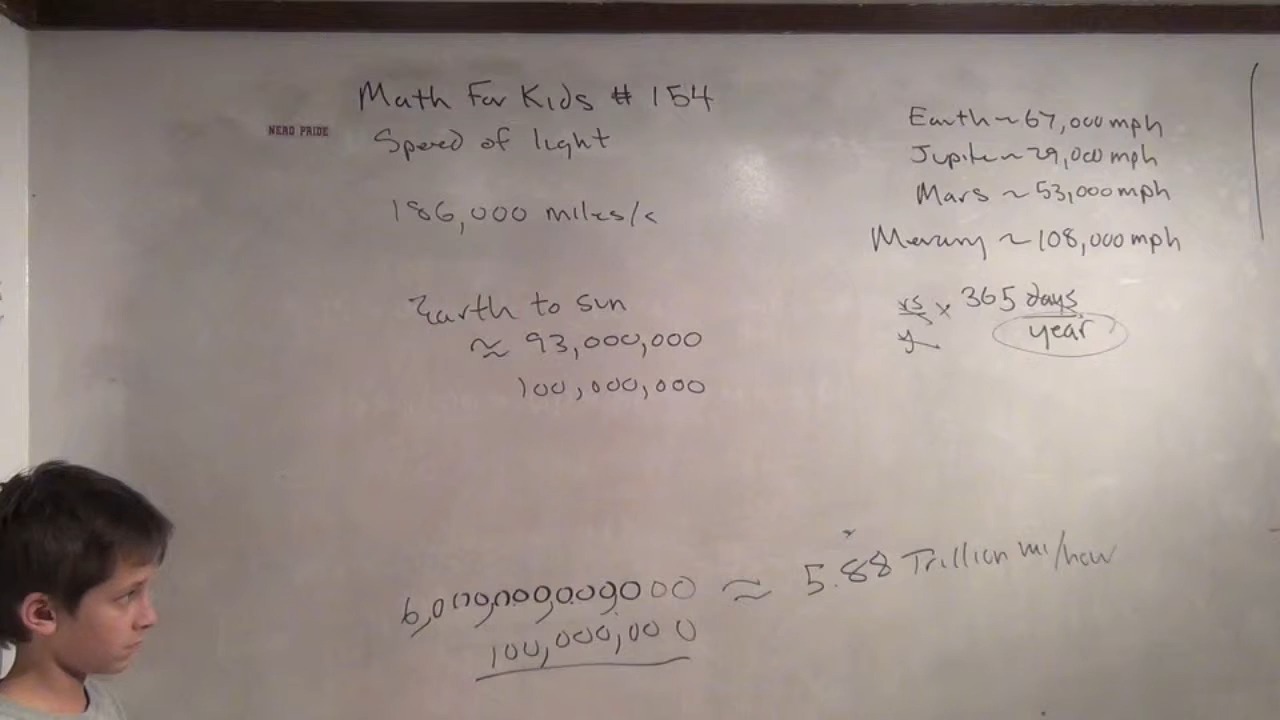 Math For Kids # 154
NERD PRIDE
Speed of light
186,000 miles/s
Earth to sun
≈ 93,000,000
100,000,000
Earth ~ 67,000 mph
Jupiter ~ 29,000 mph
Mars ~ 53,000 mph
Mercury ~ 108,000 mph
rs × 365 days
y year
6,000,000,000,000 ≈ 5.88 Trillion mi/hour
100,000,000